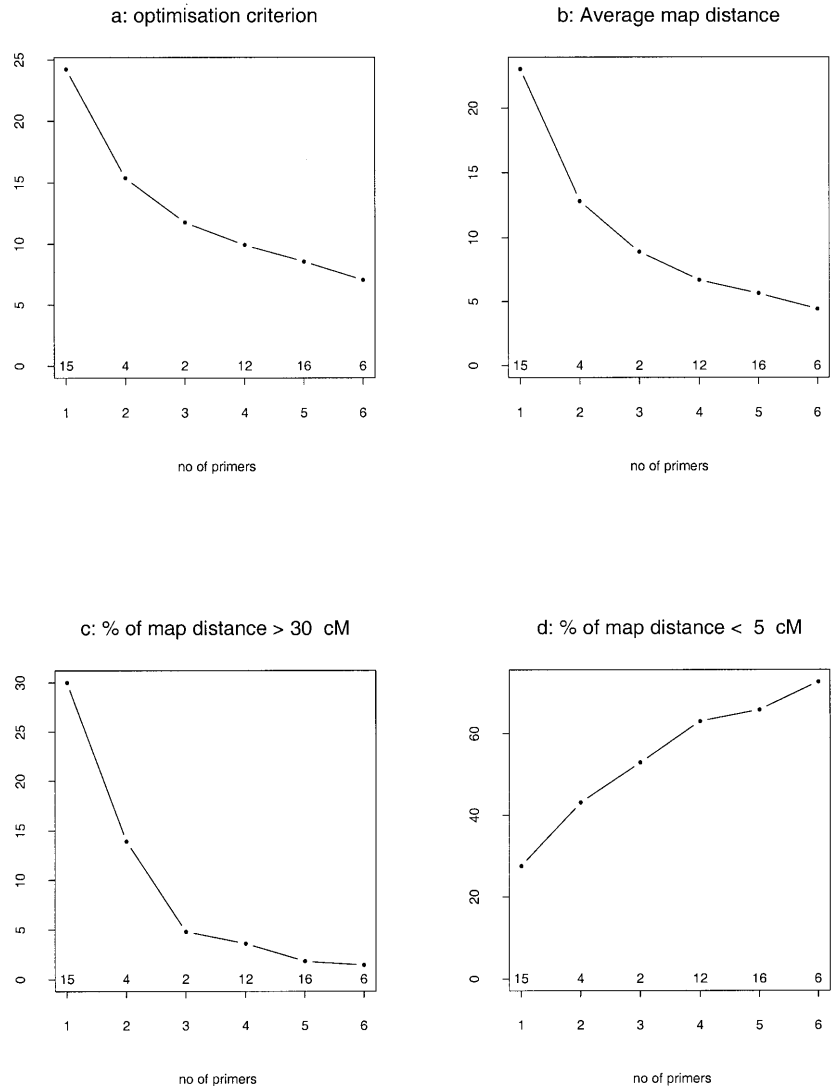 a: optimisation criterion
25
20
15
10
5
0
15 4 2 12 16 6
1 2 3 4 5 6
no of primers
b: Average map distance
20
15
10
5
0
15 4 2 12 16 6
1 2 3 4 5 6
no of primers
c: % of map distance > 30 cM
30
25
20
15
10
5
0
15 4 2 12 16 6
1 2 3 4 5 6
no of primers
d: % of map distance < 5 cM
60
40
20
0
15 4 2 12 16 6
1 2 3 4 5 6
no of primers